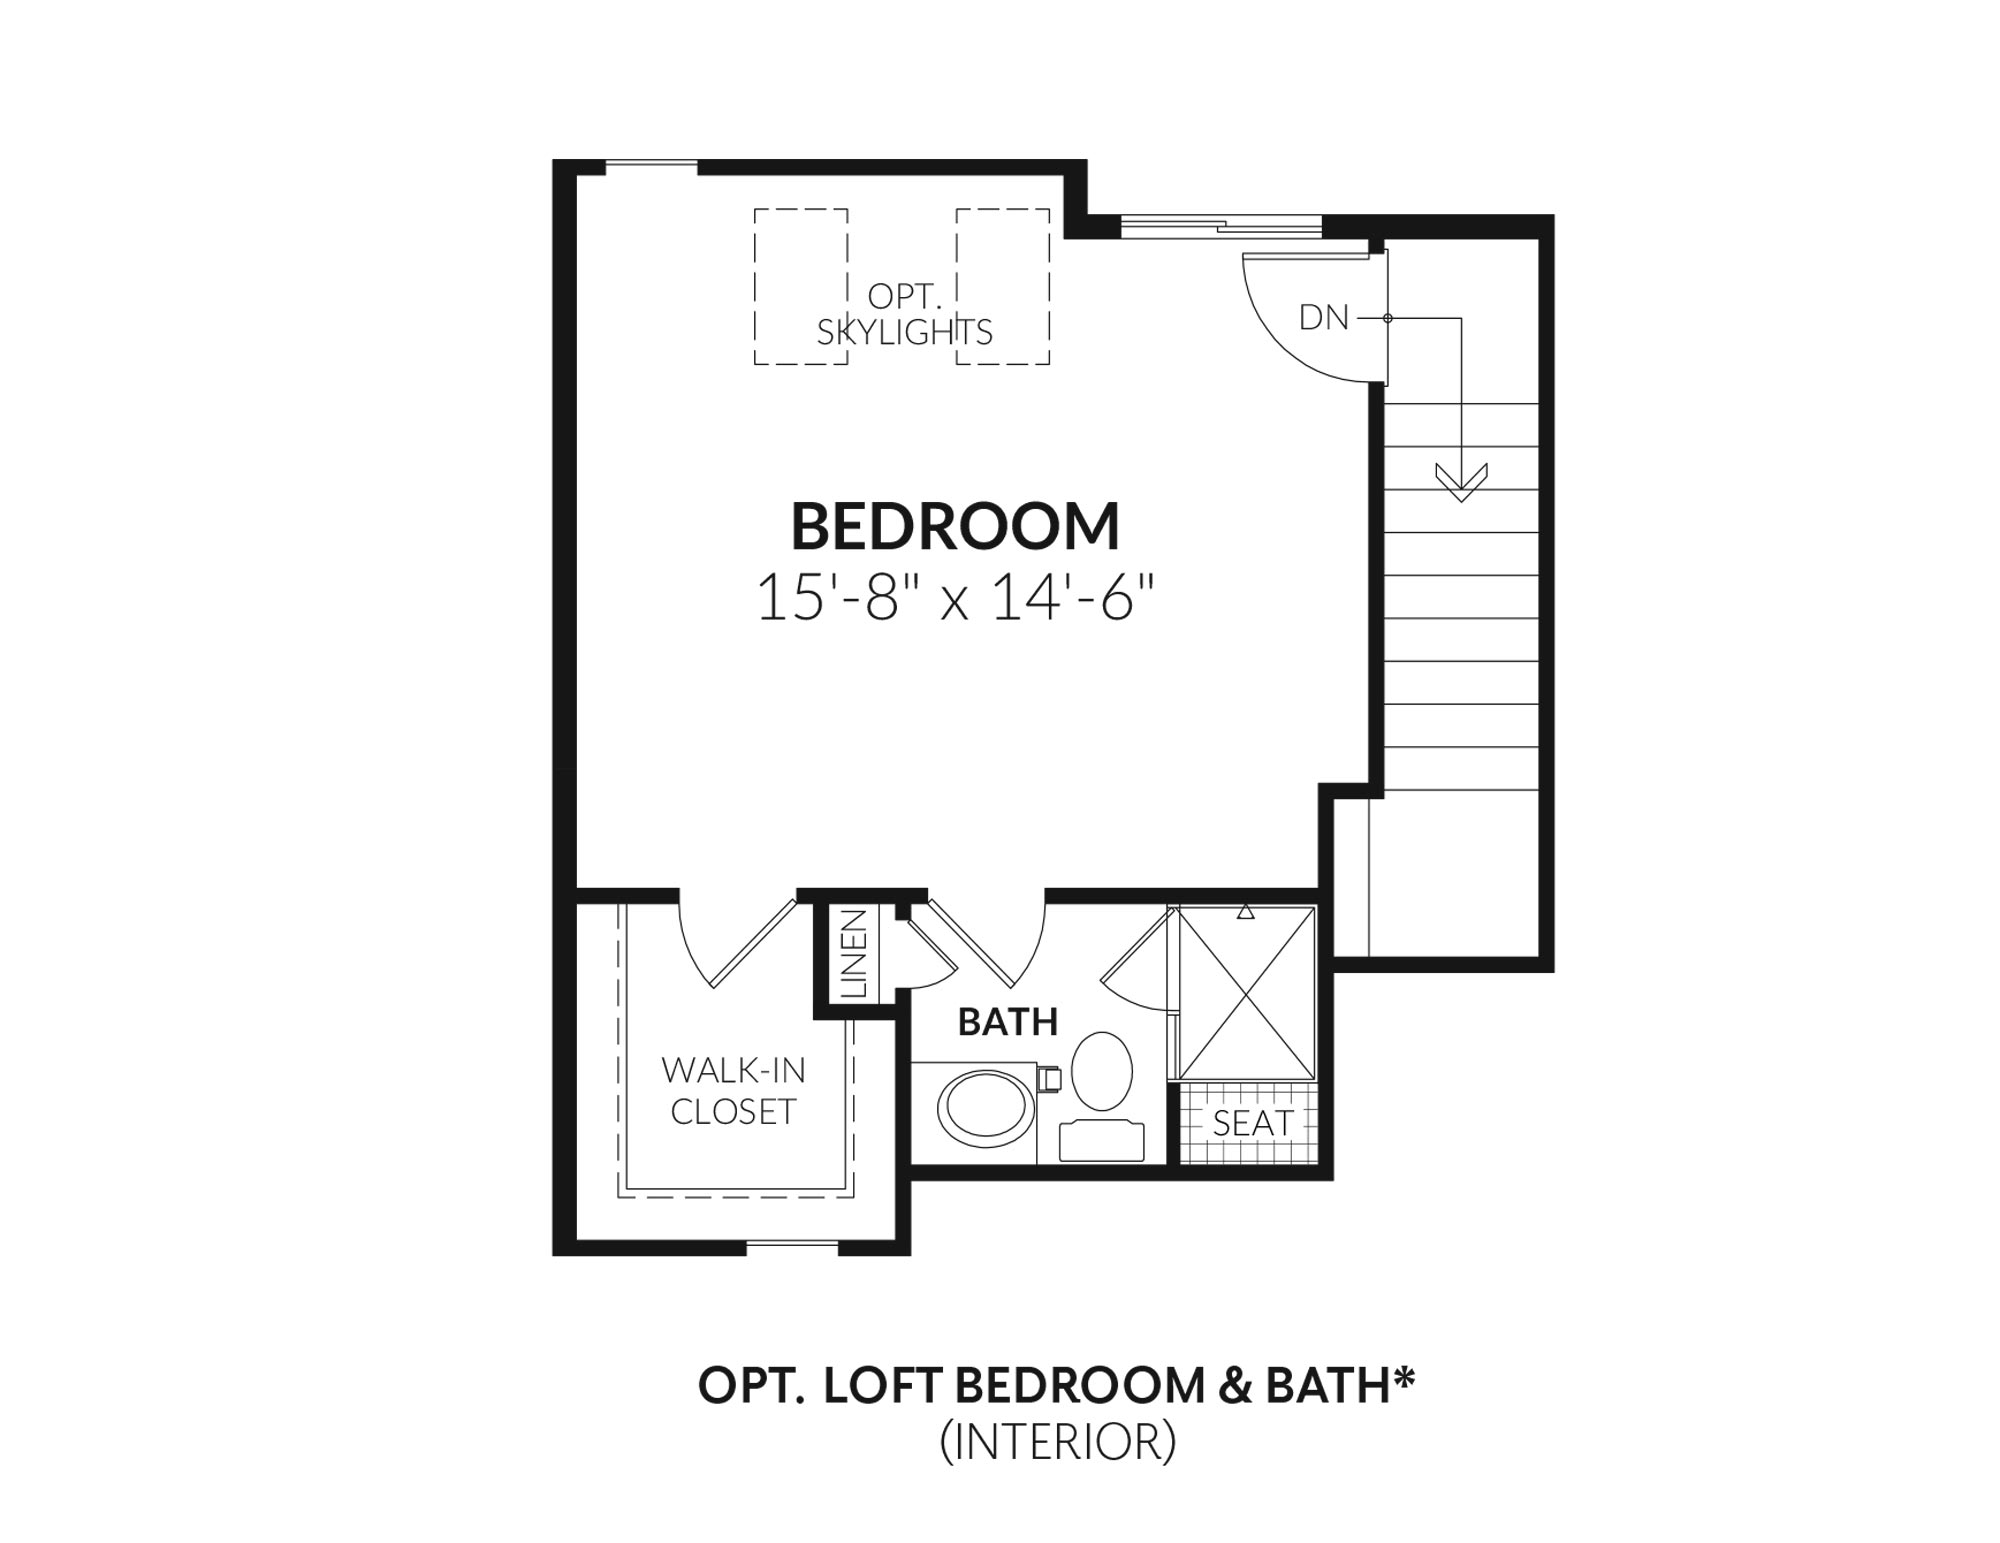 OPT.
SKYLIGHTS
DN
BEDROOM
15'-8" x 14'-6"
LINEN
BATH
WALK-IN
CLOSET
SEAT
OPT. LOFT BEDROOM & BATH*
(INTERIOR)